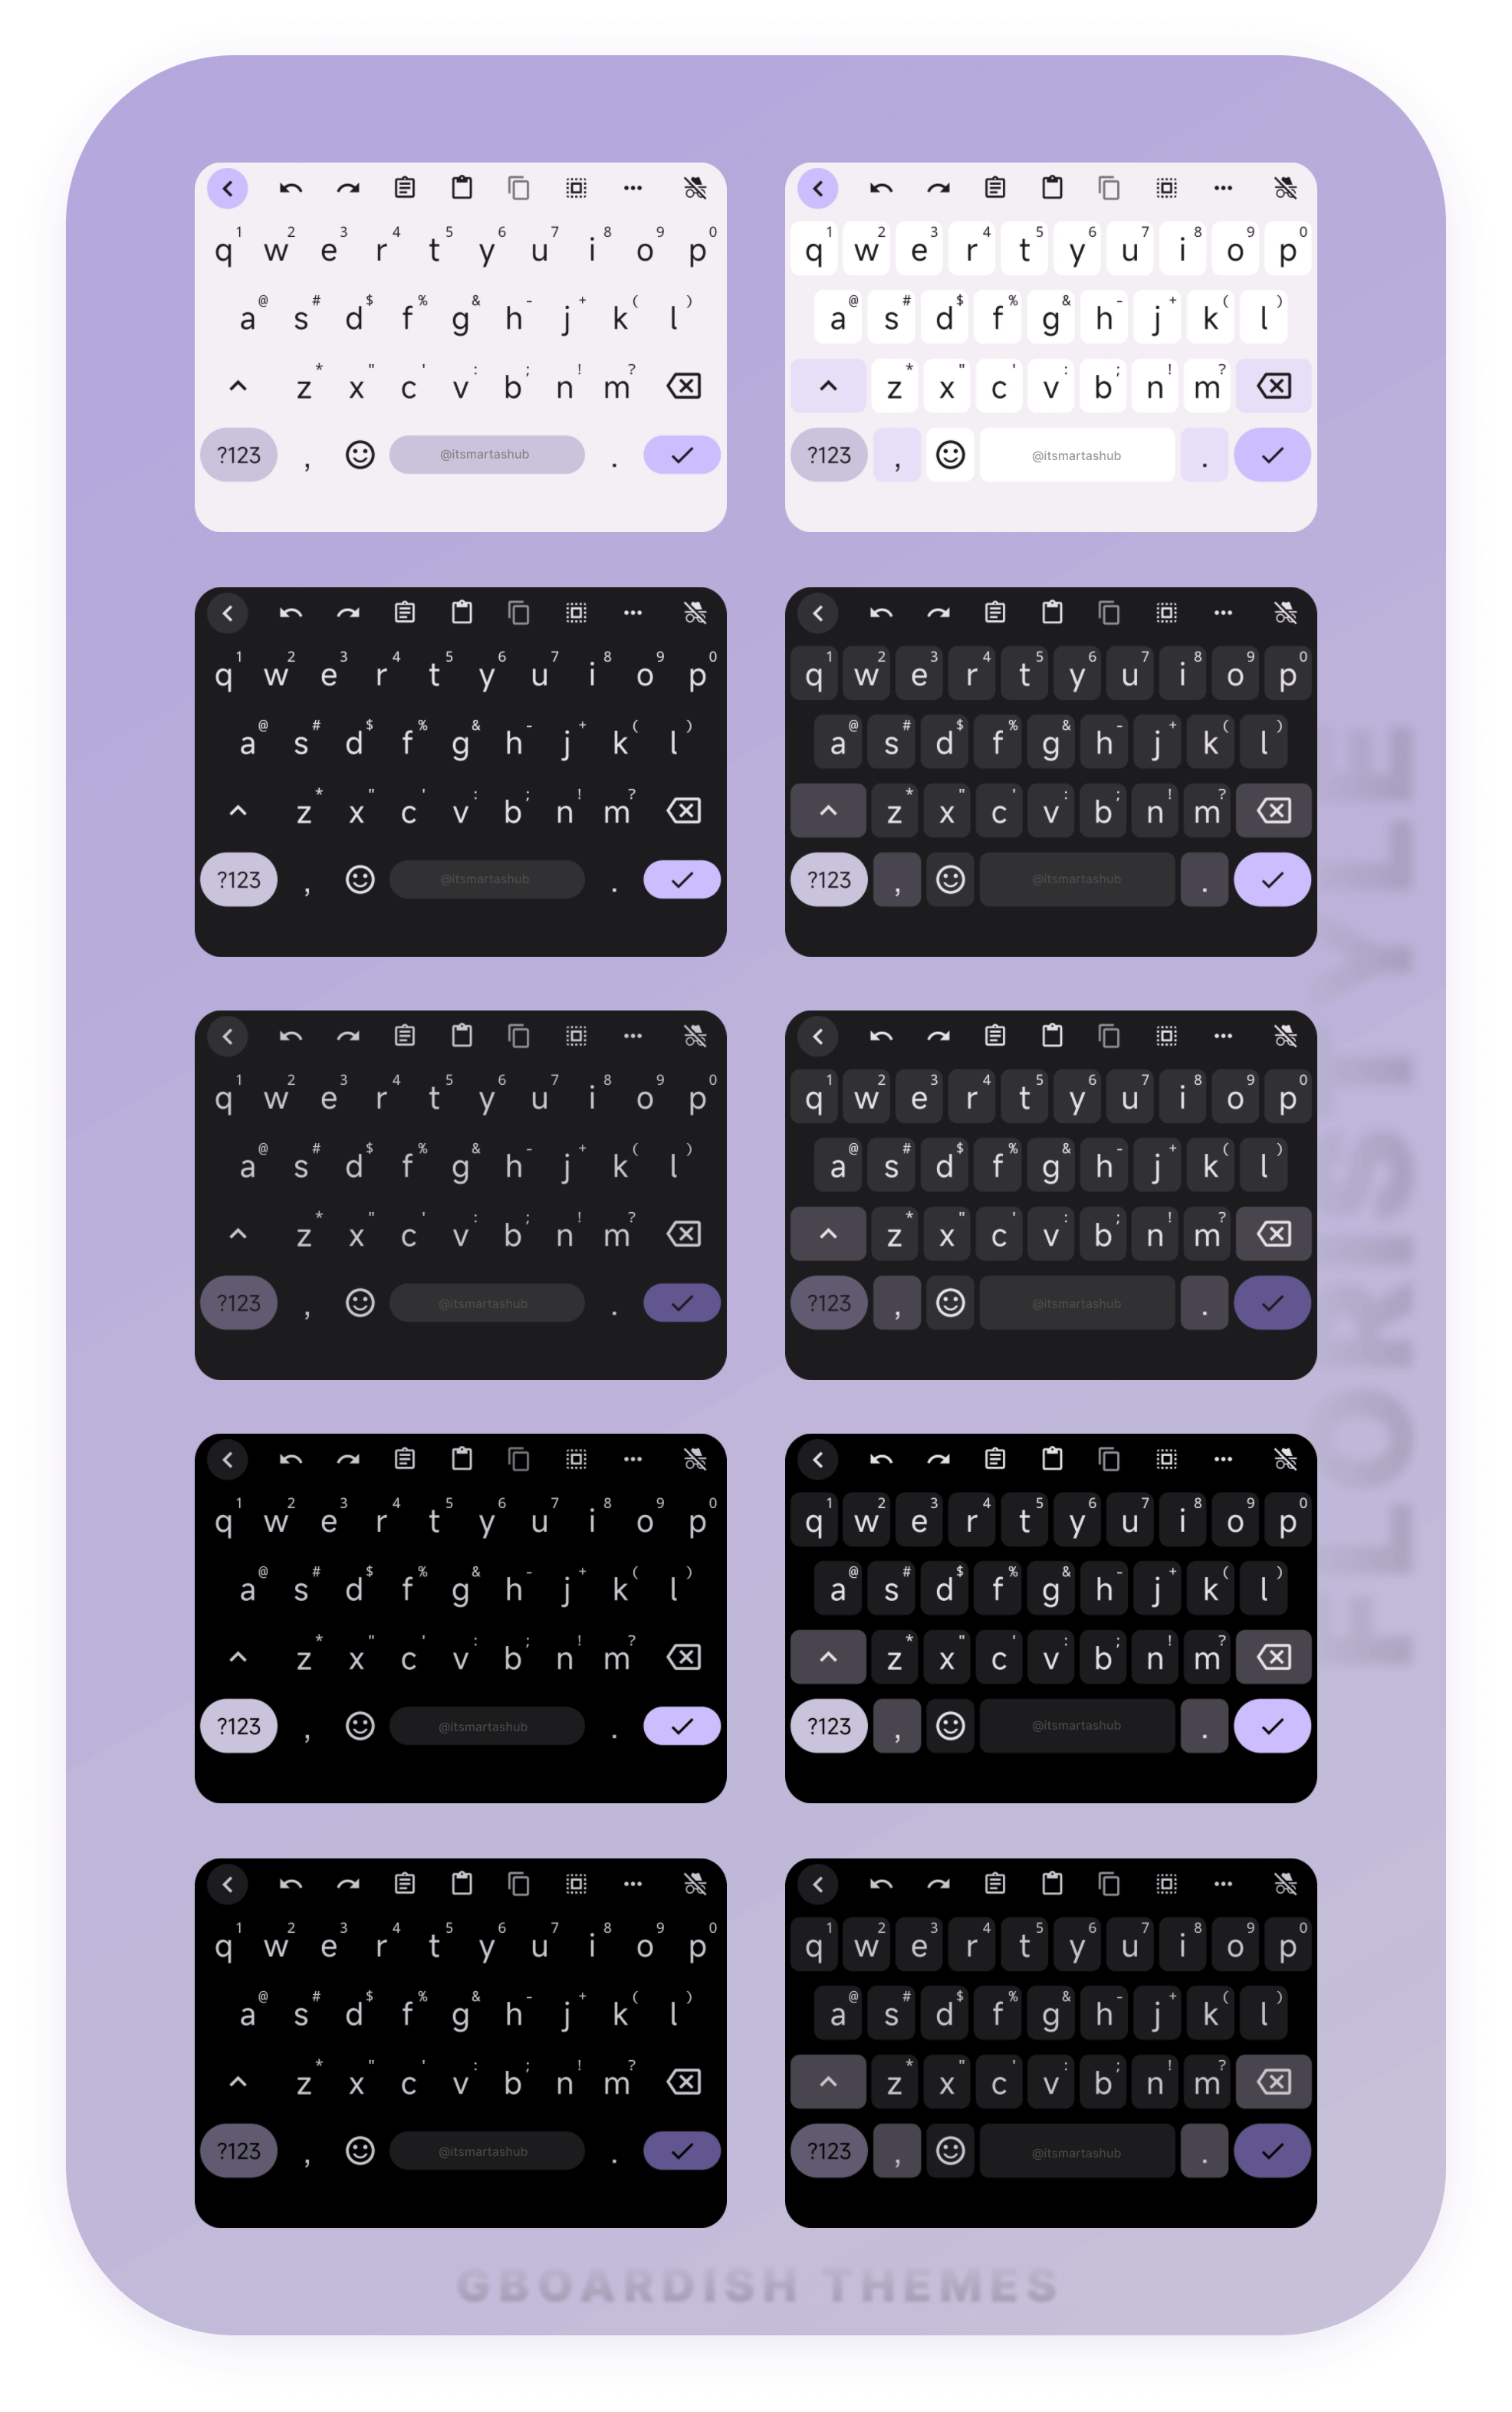 1 2 3 4 5 6 7 8 9 0
q w e r t y u i o p
@ # $ % & - + ( )
a s d f g h j k l
* " ' : ; ! ?
z x c v b n m
?123 , @itsmartashub .
1 2 3 4 5 6 7 8 9 0
q w e r t y u i o p
@ # $ % & - + ( )
a s d f g h j k l
* " ' : ; ! ?
z x c v b n m
?123 , @itsmartashub .
1 2 3 4 5 6 7 8 9 0
q w e r t y u i o p
@ # $ % & - + ( )
a s d f g h j k l
* " ' : ; ! ?
z x c v b n m
?123 , @itsmartashub .
1 2 3 4 5 6 7 8 9 0
q w e r t y u i o p
@ # $ % & - + ( )
a s d f g h j k l
* " ' : ; ! ?
z x c v b n m
?123 , @itsmartashub .
1 2 3 4 5 6 7 8 9 0
q w e r t y u i o p
@ # $ % & - + ( )
a s d f g h j k l
* " ' : ; ! ?
z x c v b n m
?123 , @itsmartashub .
1 2 3 4 5 6 7 8 9 0
q w e r t y u i o p
@ # $ % & - + ( )
a s d f g h j k l
* " ' : ; ! ?
z x c v b n m
?123 , @itsmartashub .
1 2 3 4 5 6 7 8 9 0
q w e r t y u i o p
@ # $ % & - + ( )
a s d f g h j k l
* " ' : ; ! ?
z x c v b n m
?123 , @itsmartashub .
1 2 3 4 5 6 7 8 9 0
q w e r t y u i o p
@ # $ % & - + ( )
a s d f g h j k l
* " ' : ; ! ?
z x c v b n m
?123 , @itsmartashub .
1 2 3 4 5 6 7 8 9 0
q w e r t y u i o p
@ # $ % & - + ( )
a s d f g h j k l
* " ' : ; ! ?
z x c v b n m
?123 , @itsmartashub .
1 2 3 4 5 6 7 8 9 0
q w e r t y u i o p
@ # $ % & - + ( )
a s d f g h j k l
* " ' : ; ! ?
z x c v b n m
?123 , @itsmartashub .
FLORISTYLE
GBOARDISH THEMES